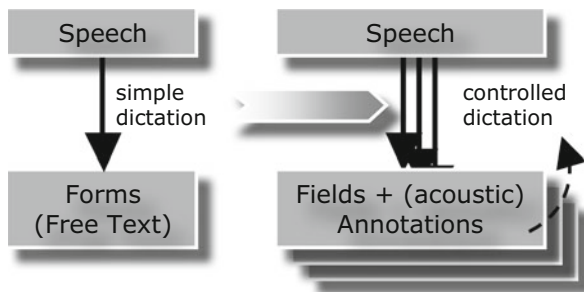 Speech
simple
dictation
Forms
(Free Text)
Speech
controlled
dictation
Fields + (acoustic)
Annotations